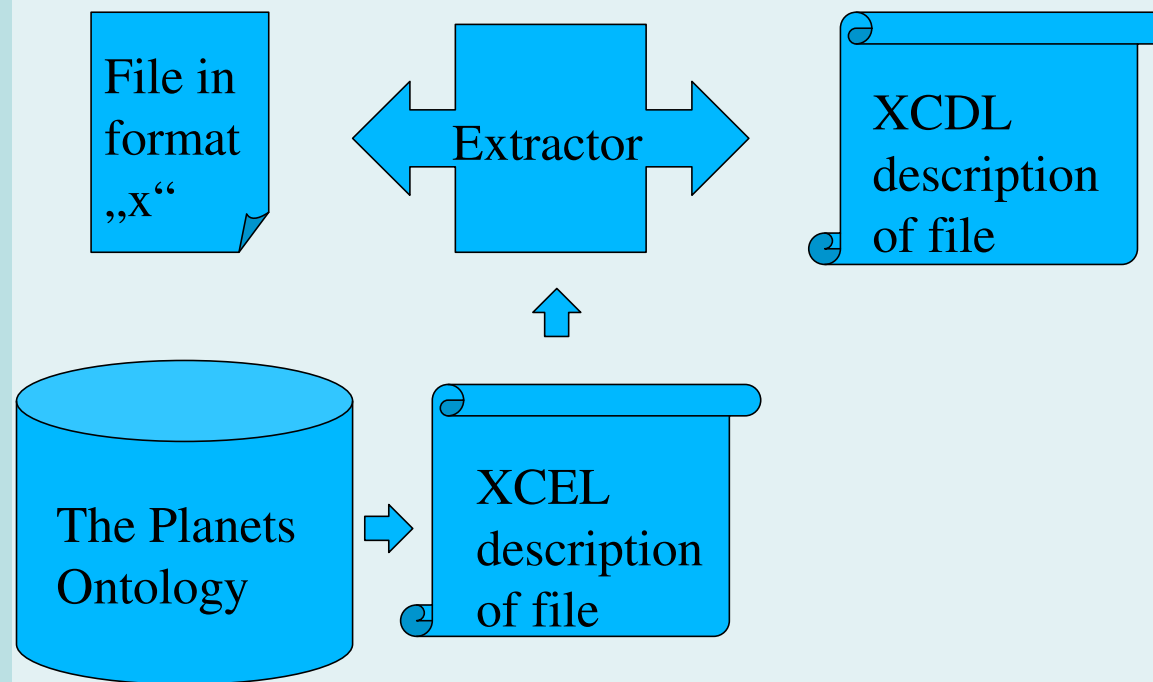 File in
format
„x“
Extractor
XCDL
description
of file
The Planets
Ontology
XCEL
description
of file